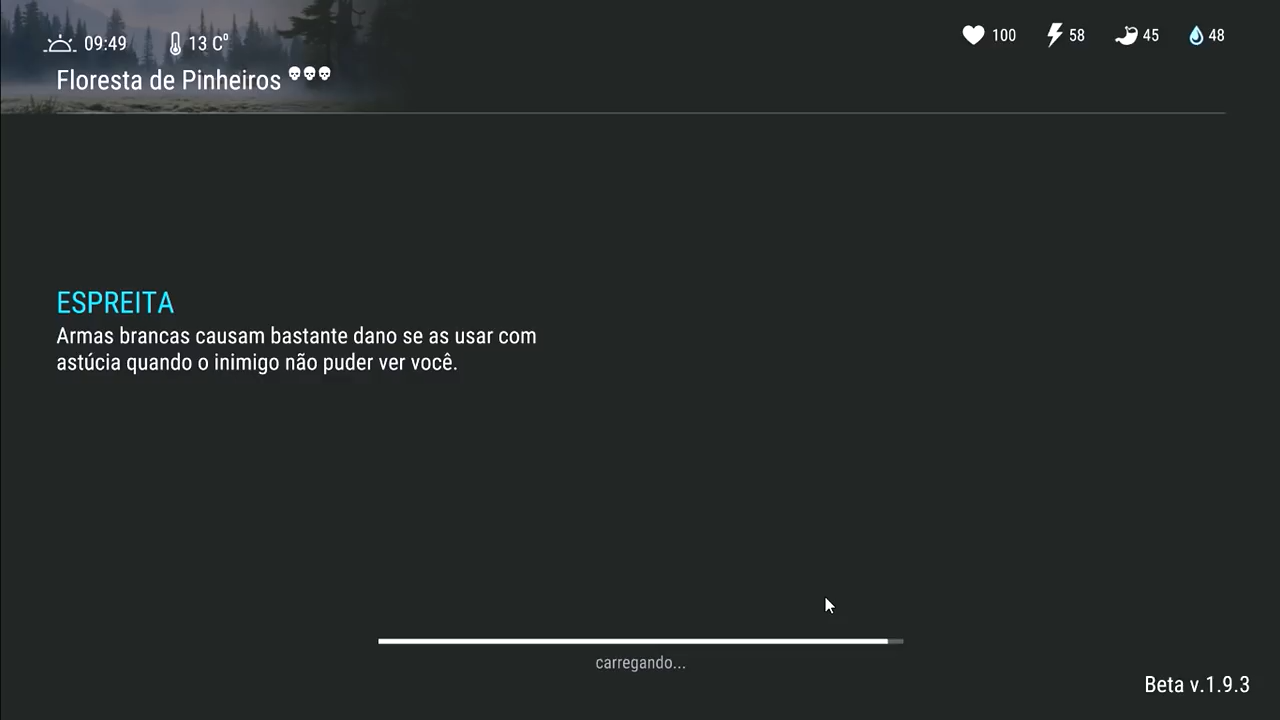 09:49 13 C⁰
100 58 45 48
Floresta de Pinheiros
ESPREITA
Armas brancas causam bastante dano se as usar com
astúcia quando o inimigo não puder ver você.
carregando...
Beta v.1.9.3